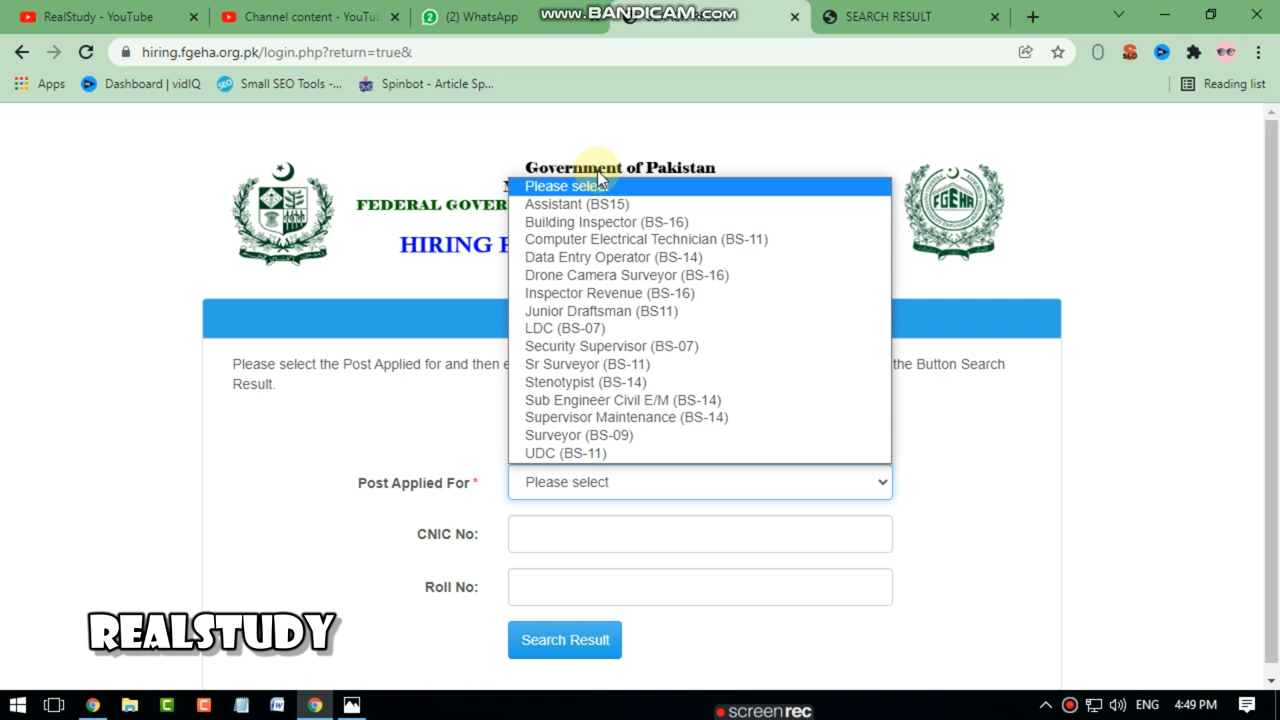 RealStudy - YouTube
Channel content - YouTu
(2) WhatsApp
www.BANDICAM.com
SEARCH RESULT
hiring.fgeha.org.pk/login.php?return=true&
Apps
Dashboard | vidIQ
Small SEO Tools -...
Spinbot - Article Sp...
Reading list
Government of Pakistan
FEDERAL GOVER
HIRING
FGEHA
Please select
Assistant (BS15)
Building Inspector (BS-16)
Computer Electrical Technician (BS-11)
Data Entry Operator (BS-14)
Drone Camera Surveyor (BS-16)
Inspector Revenue (BS-16)
Junior Draftsman (BS11)
LDC (BS-07)
Security Supervisor (BS-07)
Sr Surveyor (BS-11)
Stenotypist (BS-14)
Sub Engineer Civil E/M (BS-14)
Supervisor Maintenance (BS-14)
Surveyor (BS-09)
UDC (BS-11)
Please select the Post Applied for and then e the Button Search
Result.
Post Applied For * Please select
CNIC No:
Roll No:
Search Result
REALSTUDY
ENG 4:49 PM
screenrec